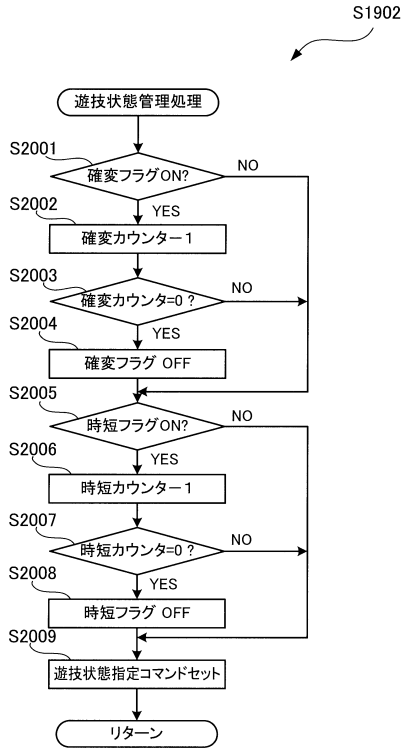 S1902
遊技状態管理処理
S2001
確変フラグON?
NO
YES
S2002
確変カウンター1
S2003
確変カウンタ=0 ?
NO
YES
S2004
確変フラグ OFF
S2005
時短フラグON?
NO
YES
S2006
時短カウンター1
S2007
時短カウンタ=0 ?
NO
YES
S2008
時短フラグ OFF
S2009
遊技状態指定コマンドセット
リターン